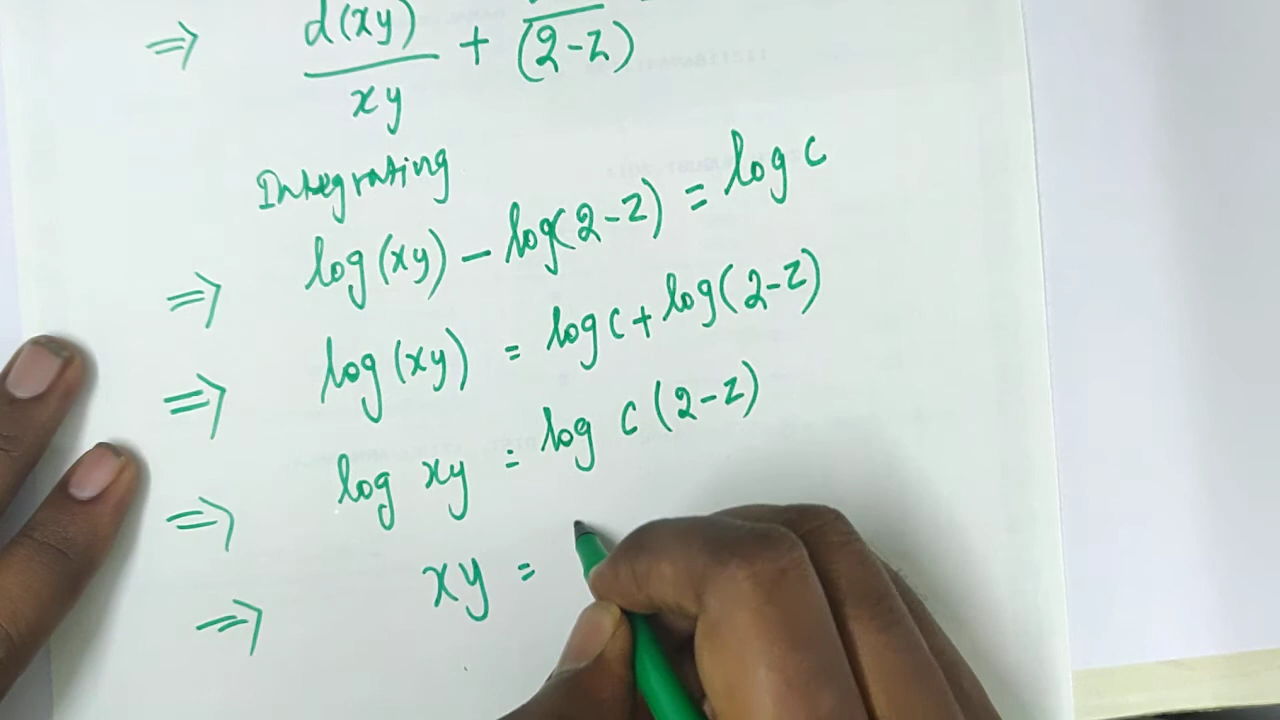 ⇒ d(xy)/xy + /(2-z)
Integrating
⇒ log(xy) - log(2-z) = log c
⇒ log(xy) = log c + log(2-z)
⇒ log xy = log c(2-z)
⇒ xy =